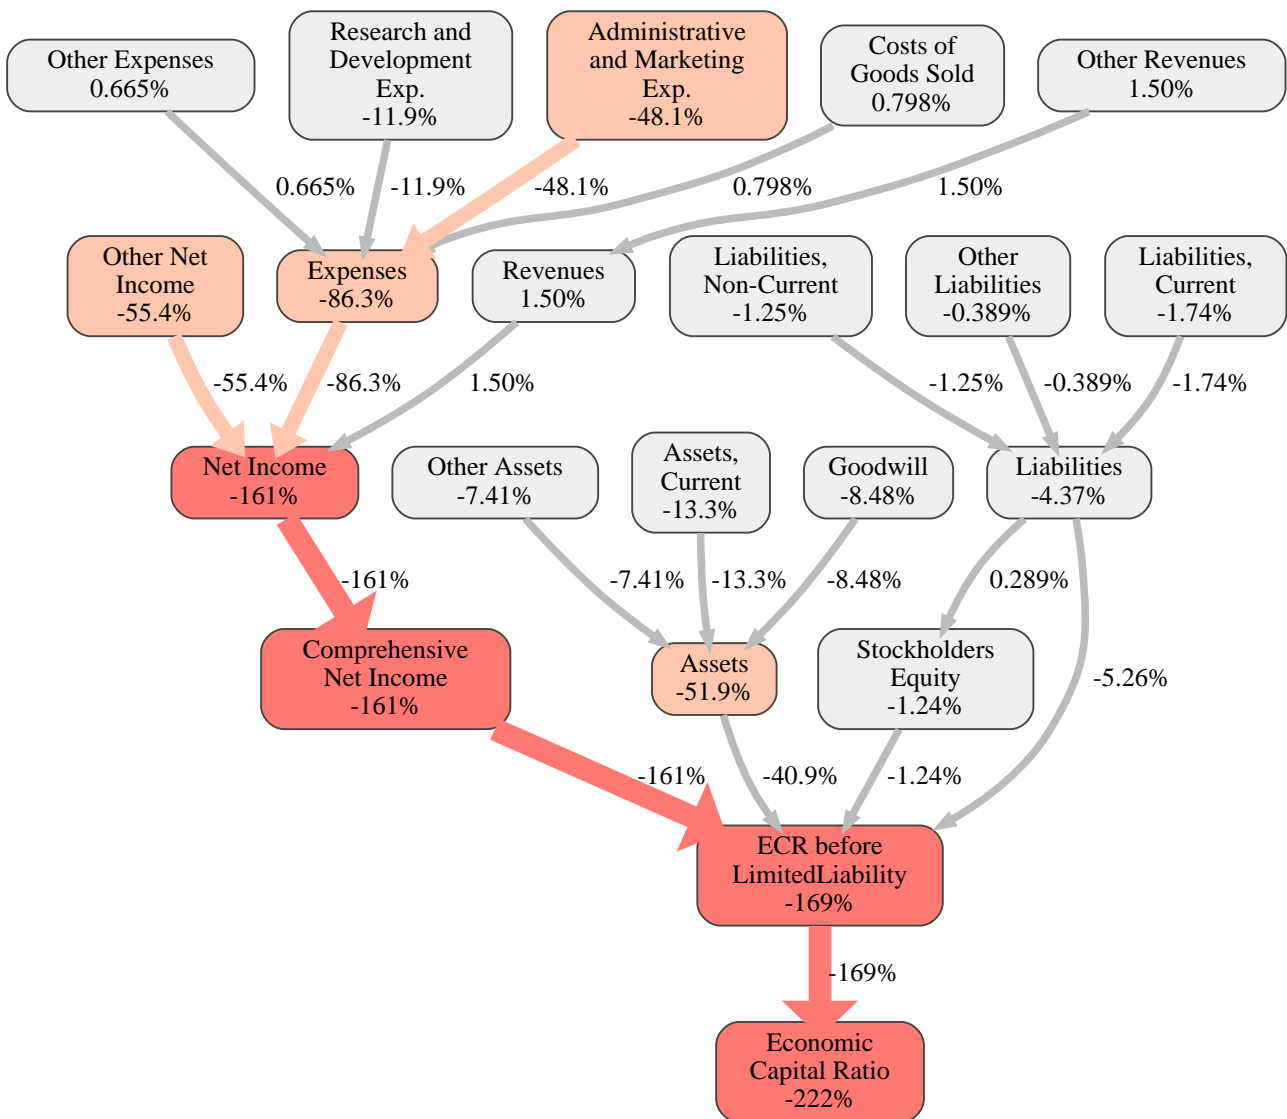 Other Expenses
0.665%
Research and
Development
Exp.
-11.9%
Administrative
and Marketing
Exp.
-48.1%
Costs of
Goods Sold
0.798%
Other Revenues
1.50%
0.665%
-11.9%
-48.1%
0.798%
1.50%
Other Net
Income
-55.4%
Expenses
-86.3%
Revenues
1.50%
Liabilities,
Non-Current
-1.25%
Other
Liabilities
-0.389%
Liabilities,
Current
-1.74%
-55.4%
-86.3%
1.50%
-1.25%
-0.389%
-1.74%
Net Income
-161%
Other Assets
-7.41%
Assets,
Current
-13.3%
Goodwill
-8.48%
Liabilities
-4.37%
-161%
-7.41%
-13.3%
-8.48%
0.289%
Comprehensive
Net Income
-161%
Assets
-51.9%
Stockholders
Equity
-1.24%
-5.26%
-161%
-40.9%
-1.24%
ECR before
LimitedLiability
-169%
-169%
Economic
Capital Ratio
-222%